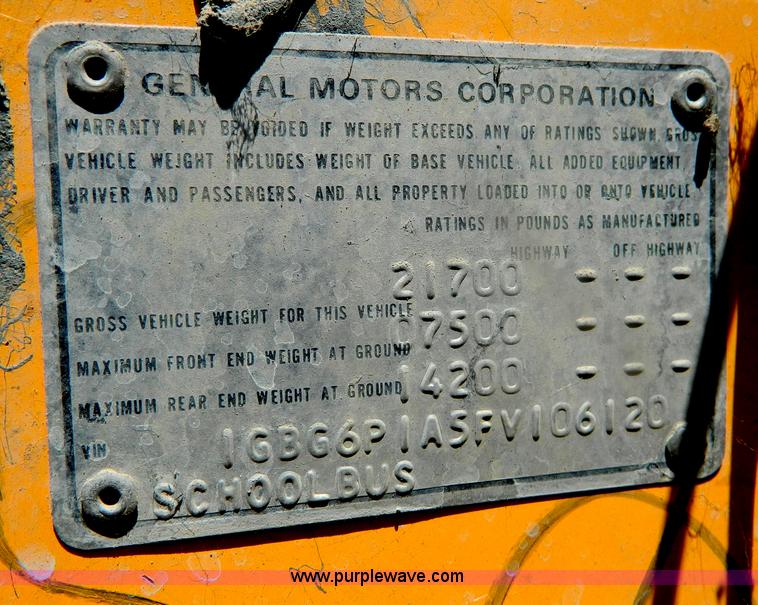 GENERAL MOTORS CORPORATION
WARRANTY MAY BE VOIDED IF WEIGHT EXCEEDS ANY OF RATINGS SHOWN. GROSS
VEHICLE WEIGHT INCLUDES WEIGHT OF BASE VEHICLE, ALL ADDED EQUIPMENT,
DRIVER AND PASSENGERS, AND ALL PROPERTY LOADED INTO OR ONTO VEHICLE.
RATINGS IN POUNDS AS MANUFACTURED
HIGHWAY OFF HIGHWAY
GROSS VEHICLE WEIGHT FOR THIS VEHICLE 21700 - - -
MAXIMUM FRONT END WEIGHT AT GROUND 7500 - - -
MAXIMUM REAR END WEIGHT AT GROUND 14200 - - -
VIN 1GBG6P1A5FV106120
SCHOOLBUS
www.purplewave.com